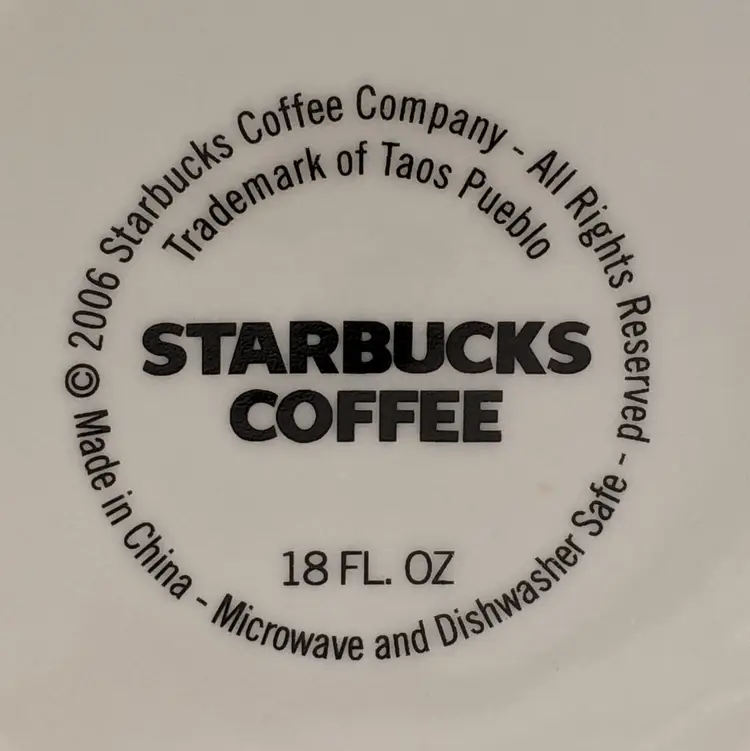 © 2006 Starbucks Coffee Company - All Rights Reserved -
Trademark of Taos Pueblo
STARBUCKS
COFFEE
18 FL. OZ
Made in China - Microwave and Dishwasher Safe